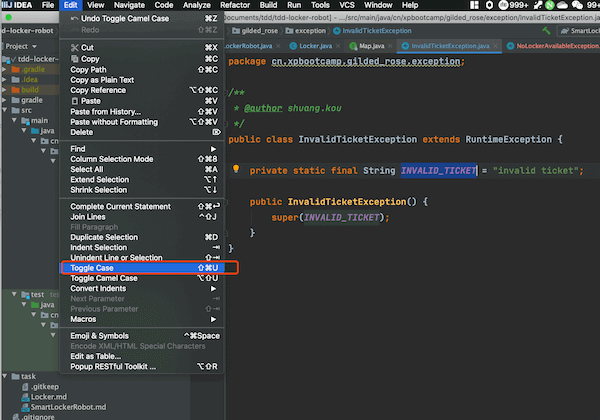 IDEA File Edit View Navigate Code Analyze Refactor Build Run Tools VCS Window Help 999+ 99+
Documents/tdd/tdd-locker-robot] – .../src/main/java/cn/xpbootcamp/gilded_rose/exception/InvalidTicketException.java
dd-locker-robot
gilded_rose exception InvalidTicketException
SmartLocker
LockerRobot.java Locker.java Map.java InvalidTicketException.java NoLockerAvailableException.
tdd-locker-robot
.gradle
.idea
build
gradle
src
main
java
cn
test
java
cn
task
.gitkeep
Locker.md
SmartLockerRobot.md
.gitignore
Undo Toggle Camel Case ⌘Z
Redo ⇧⌘Z
Cut ⌘X
Copy ⌘C
Copy Path ⇧⌘C
Copy as Plain Text
Copy Reference ⌥⇧⌘C
Paste ⌘V
Paste from History... ⇧⌘V
Paste without Formatting ⌥⇧⌘V
Delete ⌦
Find
Column Selection Mode ⇧⌘8
Select All ⌘A
Extend Selection ⌥↑
Shrink Selection ⌥↓
Complete Current Statement ⇧⌘↩
Join Lines ^⇧J
Fill Paragraph
Duplicate Selection ⌘D
Indent Selection ⇥
Unindent Line or Selection ⇧⇥
Toggle Case ⇧⌘U
Toggle Camel Case ⌥⇧U
Convert Indents
Next Parameter ⇥
Previous Parameter ⇧⇥
Macros
Emoji & Symbols ^⌘Space
Encode XML/HTML Special Characters
Edit as Table...
Popup RESTful Toolkit ... ⌥⇧R
package cn.xpbootcamp.gilded_rose.exception;
/**
* @author shuang.kou
*/
public class InvalidTicketException extends RuntimeException {
private static final String INVALID_TICKET = "invalid ticket";
public InvalidTicketException() {
super(INVALID_TICKET);
}
}